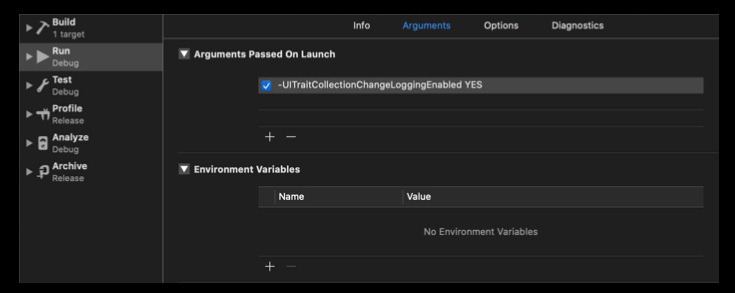 Build
1 target
Run
Debug
Test
Debug
Profile
Release
Analyze
Debug
Archive
Release
Info Arguments Options Diagnostics
Arguments Passed On Launch
-UITraitCollectionChangeLoggingEnabled YES
Environment Variables
Name Value
No Environment Variables